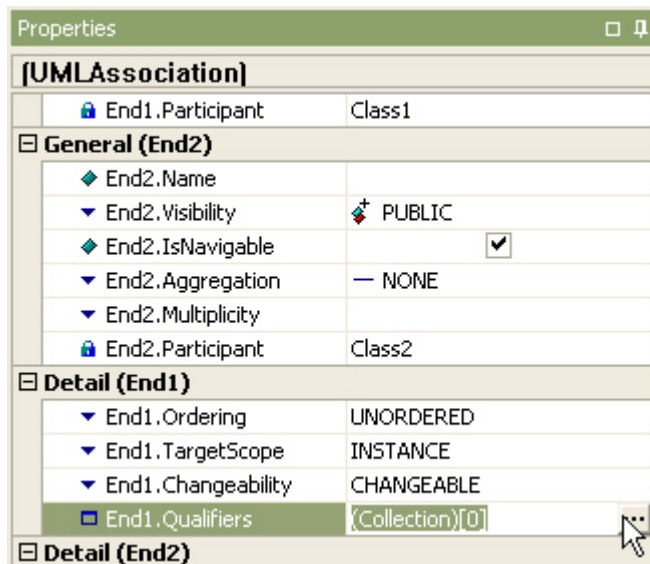 Properties
(UMLAssociation)
End1.Participant Class1
General (End2)
End2.Name
End2.Visibility PUBLIC
End2.IsNavigable
End2.Aggregation NONE
End2.Multiplicity
End2.Participant Class2
Detail (End1)
End1.Ordering UNORDERED
End1.TargetScope INSTANCE
End1.Changeability CHANGEABLE
End1.Qualifiers (Collection)[0] ...
Detail (End2)